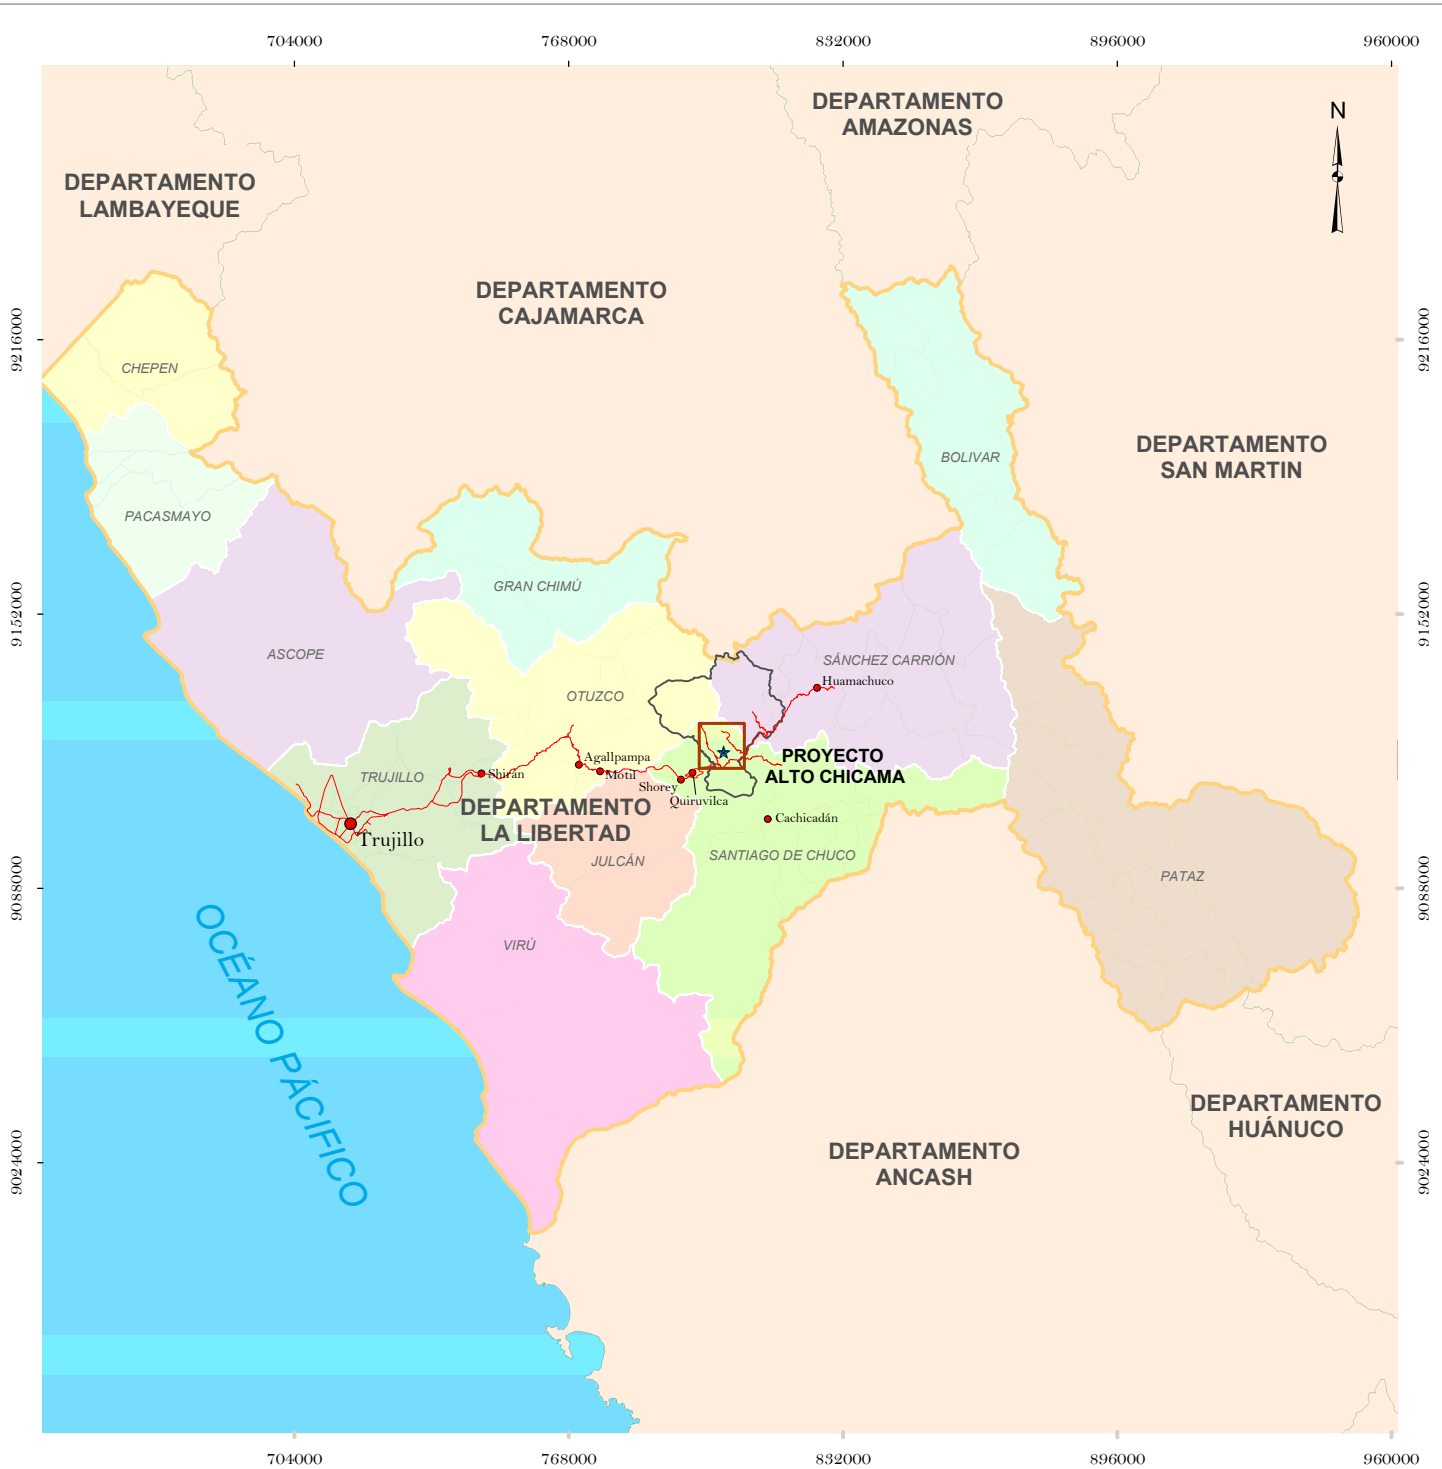 704000
768000
832000
896000
960000
DEPARTAMENTO
AMAZONAS
N
DEPARTAMENTO
LAMBAYEQUE
DEPARTAMENTO
CAJAMARCA
9216000
9216000
CHEPEN
DEPARTAMENTO
SAN MARTIN
BOLIVAR
PACASMAYO
GRAN CHIMÚ
9152000
9152000
ASCOPE
SÁNCHEZ CARRIÓN
Huamachuco
OTUZCO
PROYECTO
ALTO CHICAMA
Agallpampa
Motil
Shirán
TRUJILLO
Shorey
Quiruvilca
DEPARTAMENTO
LA LIBERTAD
Cachicadán
Trujillo
JULCÁN
SANTIAGO DE CHUCO
PATAZ
9088000
9088000
VIRÚ
OCÉANO PÁCIFICO
DEPARTAMENTO
HUÁNUCO
DEPARTAMENTO
ANCASH
9024000
9024000
704000
768000
832000
896000
960000